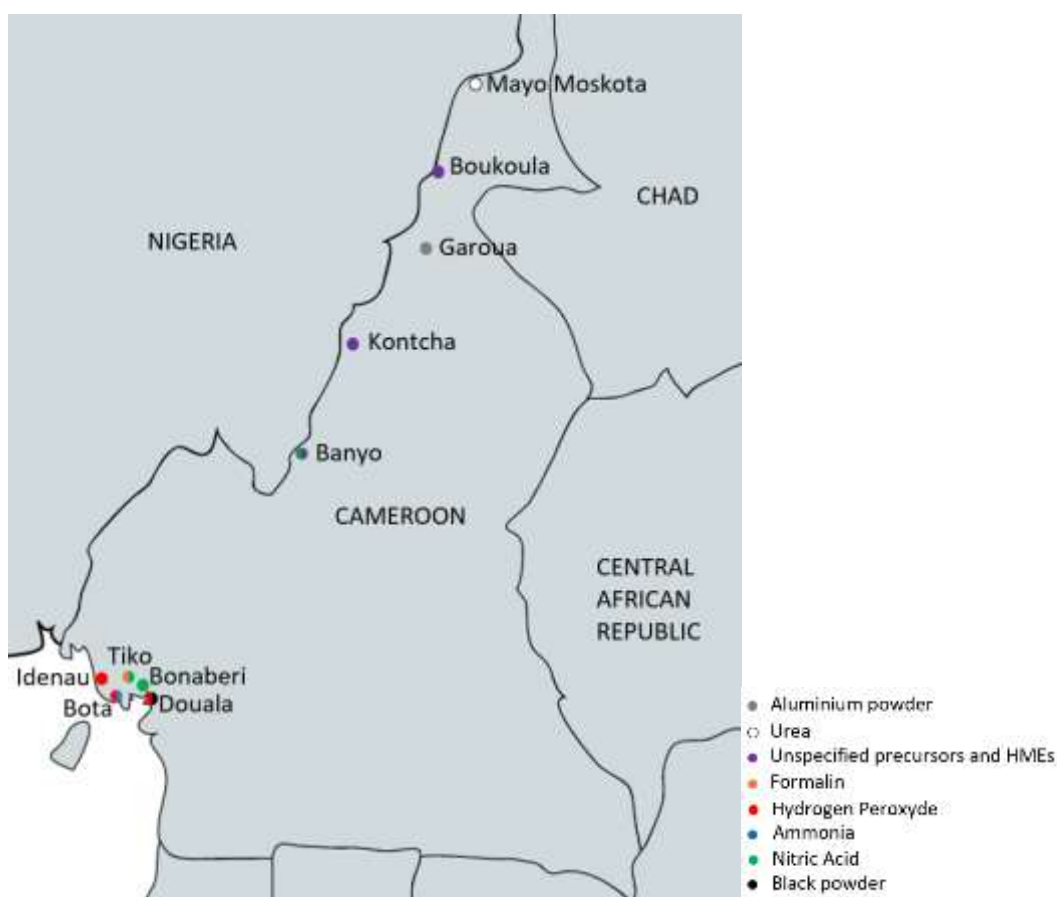 Mayo Moskota
Boukoula
CHAD
NIGERIA
Garoua
Kontcha
Banyo
CAMEROON
CENTRAL
AFRICAN
REPUBLIC
Tiko
Idenau
Bonaberi
Bota
Douala
Aluminium powder
Urea
Unspecified precursors and HMEs
Formalin
Hydrogen Peroxyde
Ammonia
Nitric Acid
Black powder